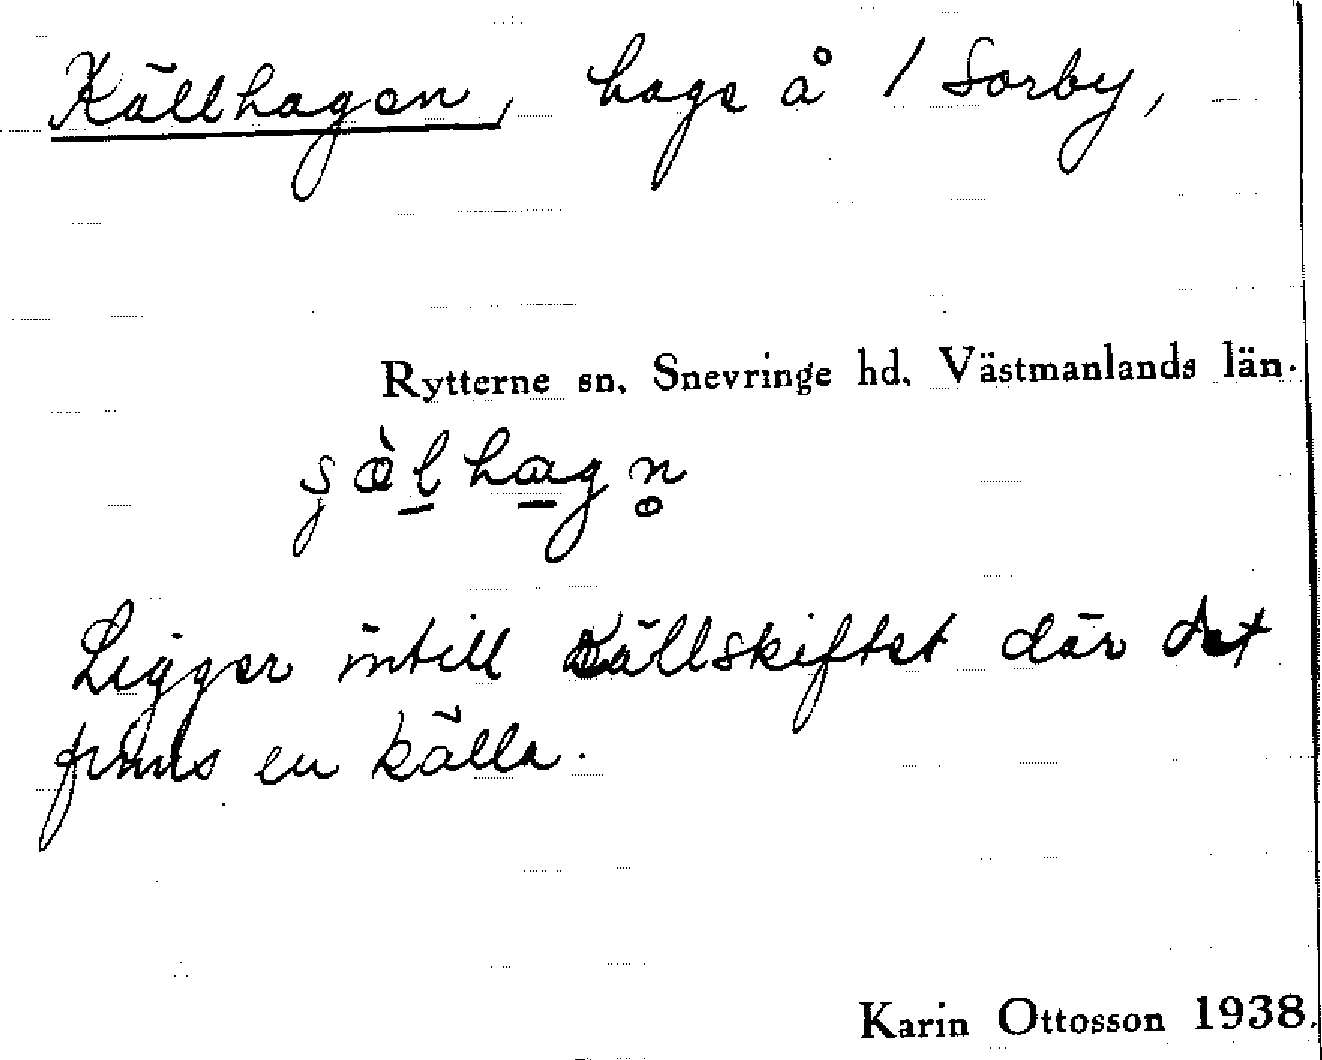 Källhagen, hage å 1 Sorby,
Rytterne sn. Snevringe hd. Västmanlands län.
Ligger intill Källskiftet där det
finns en källa.
Karin Ottosson 1938.